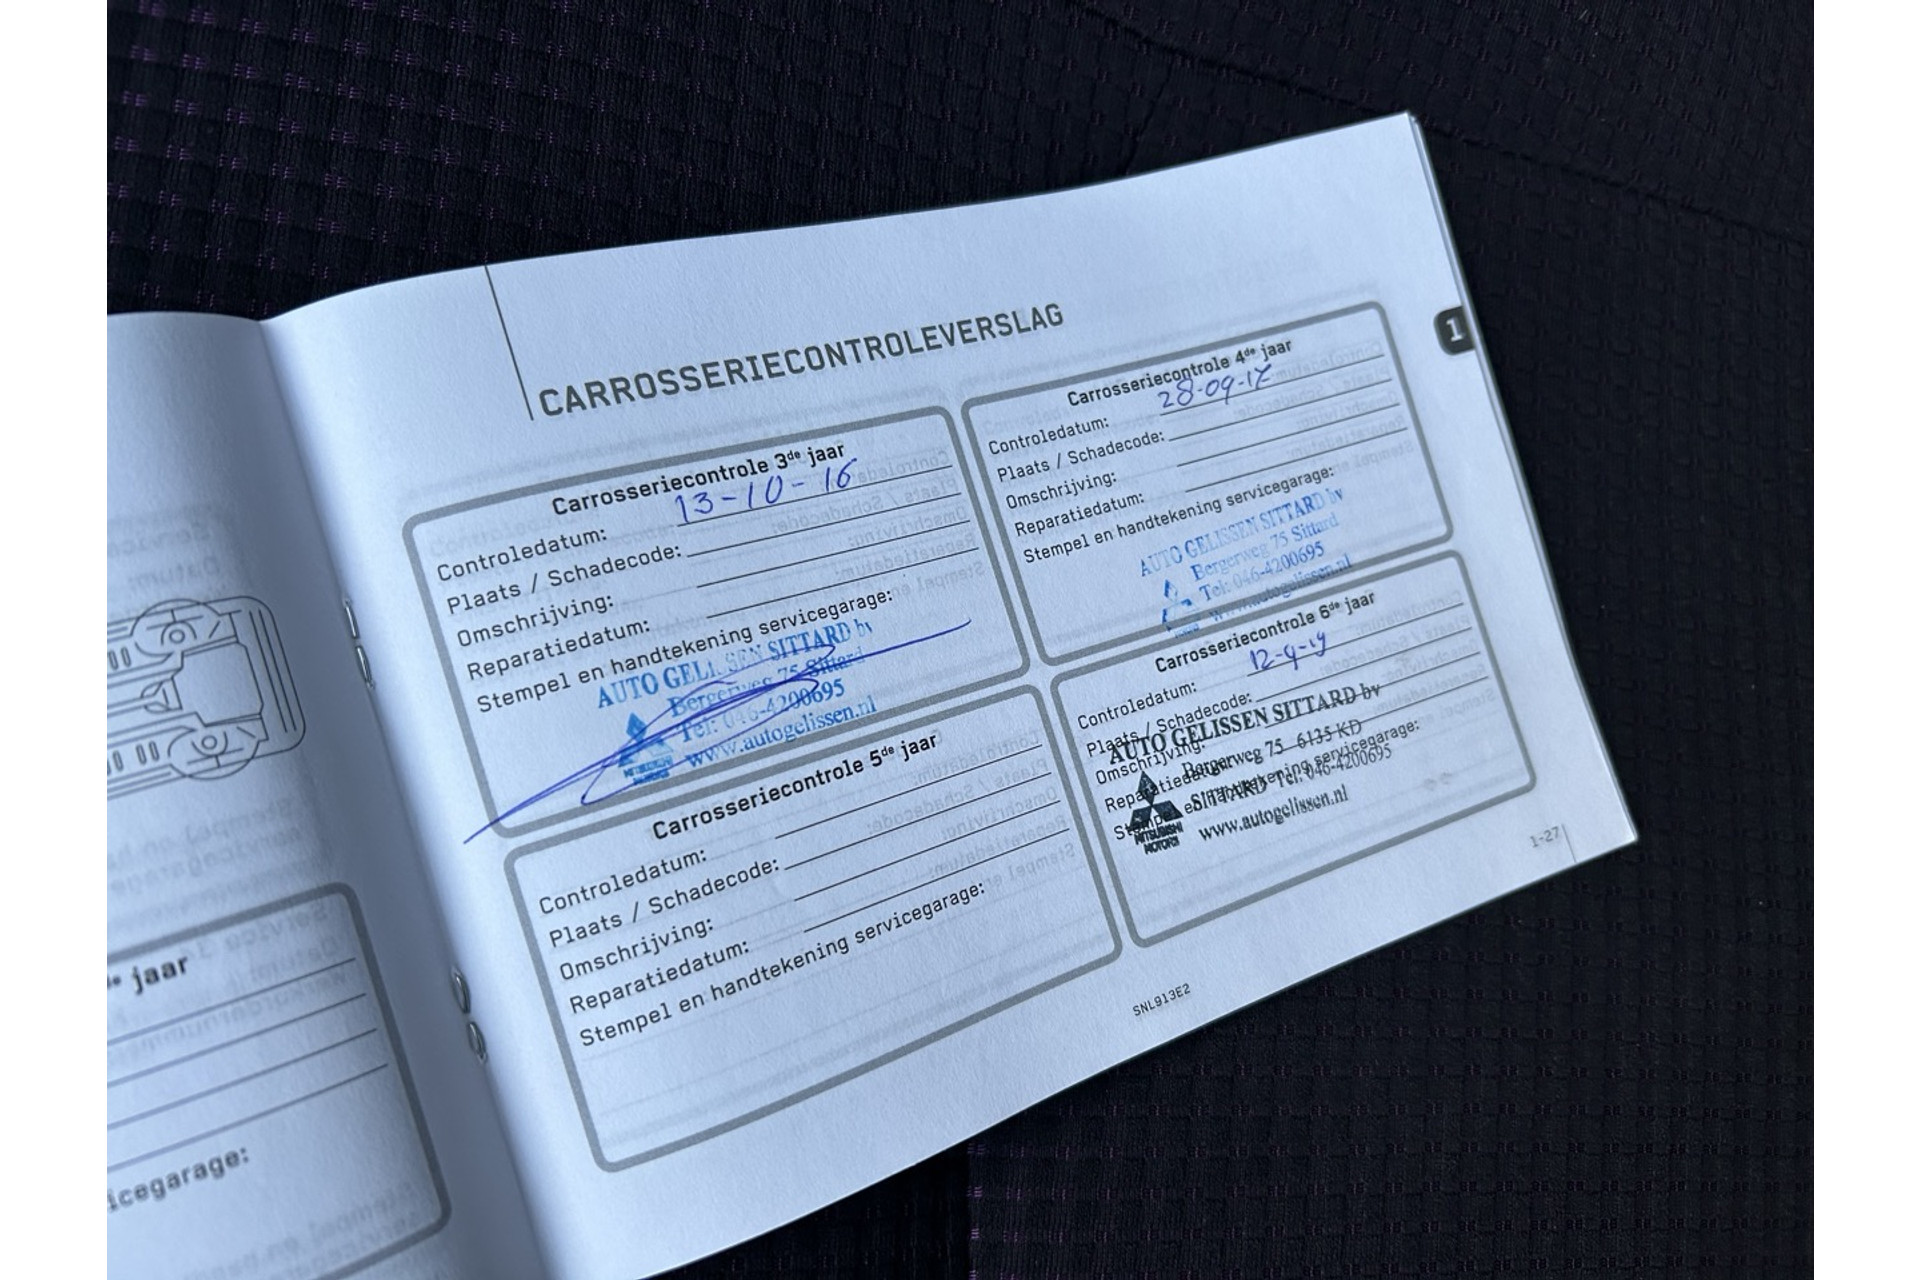 CARROSSERIECONTROLEVERSLAG
1
Carrosseriecontrole 3de jaar
Controledatum: 13-10-16
Plaats / Schadecode:
Omschrijving:
Reparatiedatum:
Stempel en handtekening servicegarage:
AUTO GELISSEN SITTARD bv
Bergerweg 75 Sittard
Tel: 046-4200695
www.autogelissen.nl
MITSUBISHI
MOTORS
Carrosseriecontrole 4de jaar
Controledatum: 28-09-17
Plaats / Schadecode:
Omschrijving:
Reparatiedatum:
Stempel en handtekening servicegarage:
AUTO GELISSEN SITTARD bv
Bergerweg 75 Sittard
Tel: 046-4200695
www.autogelissen.nl
Carrosseriecontrole 5de jaar
Controledatum:
Plaats / Schadecode:
Omschrijving:
Reparatiedatum:
Stempel en handtekening servicegarage:
Carrosseriecontrole 6de jaar
Controledatum: 12-9-19
Plaats / Schadecode:
Omschrijving:
Reparatiedatum:
Stempel en handtekening servicegarage:
AUTO GELISSEN SITTARD bv
Bergerweg 75 6135 KD
SITTARD Tel. 046-4200695
www.autogelissen.nl
MITSUBISHI
MOTORS
1-27
SNL913E2
de jaar
icegarage: